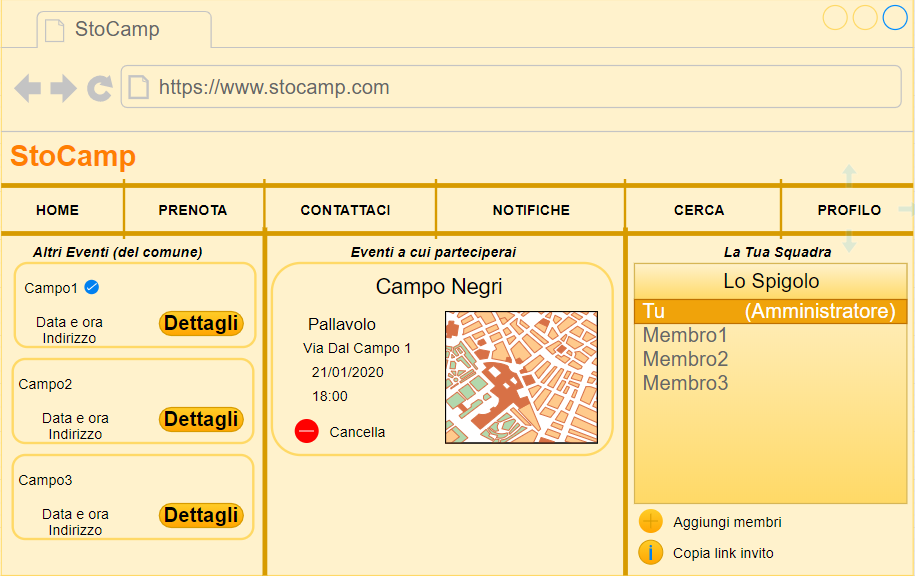 StoCamp
https://www.stocamp.com
StoCamp
HOME PRENOTA CONTATTACI NOTIFICHE CERCA PROFILO
Altri Eventi (del comune)
Campo1
Data e ora
Indirizzo
Dettagli
Campo2
Data e ora
Indirizzo
Dettagli
Campo3
Data e ora
Indirizzo
Dettagli
Eventi a cui parteciperai
Campo Negri
Pallavolo
Via Dal Campo 1
21/01/2020
18:00
Cancella
La Tua Squadra
Lo Spigolo
Tu (Amministratore)
Membro1
Membro2
Membro3
Aggiungi membri
Copia link invito